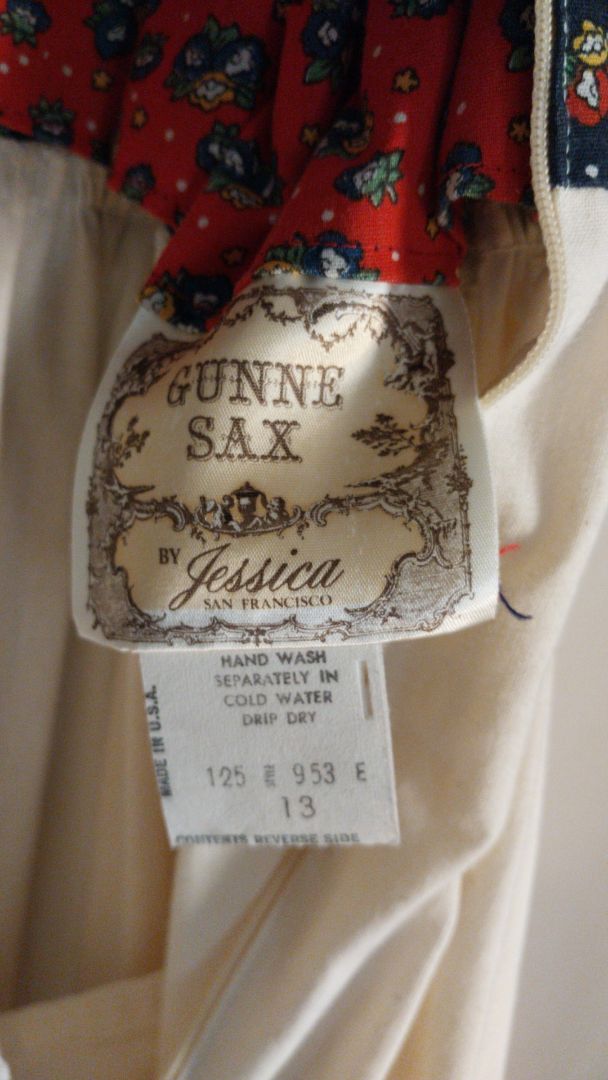 GUNNE
SAX
BY Jessica
SAN FRANCISCO
HAND WASH
SEPARATELY IN
COLD WATER
DRIP DRY
MADE IN U.S.A.
125 STYLE 953 E
13
CONTENTS REVERSE SIDE